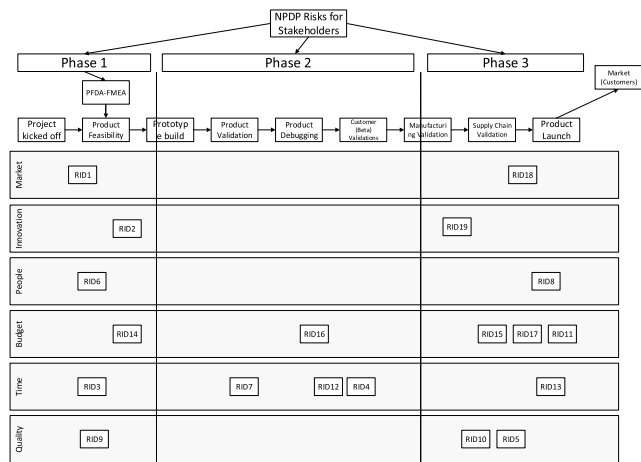 NPDP Risks for
Stakeholders
Phase 1
Phase 2
Phase 3
Market
(Customers)
PFDA-FMEA
Project
kicked off
Product
Feasibility
Prototyp
e build
Product
Validation
Product
Debugging
Customer
(Beta)
Validations
Manufacturi
ng Validation
Supply Chain
Validation
Product
Launch
Market
RID1
RID18
Innovation
RID2
RID19
People
RID6
RID8
Budget
RID14
RID16
RID15
RID17
RID11
Time
RID3
RID7
RID12
RID4
RID13
Quality
RID9
RID10
RID5